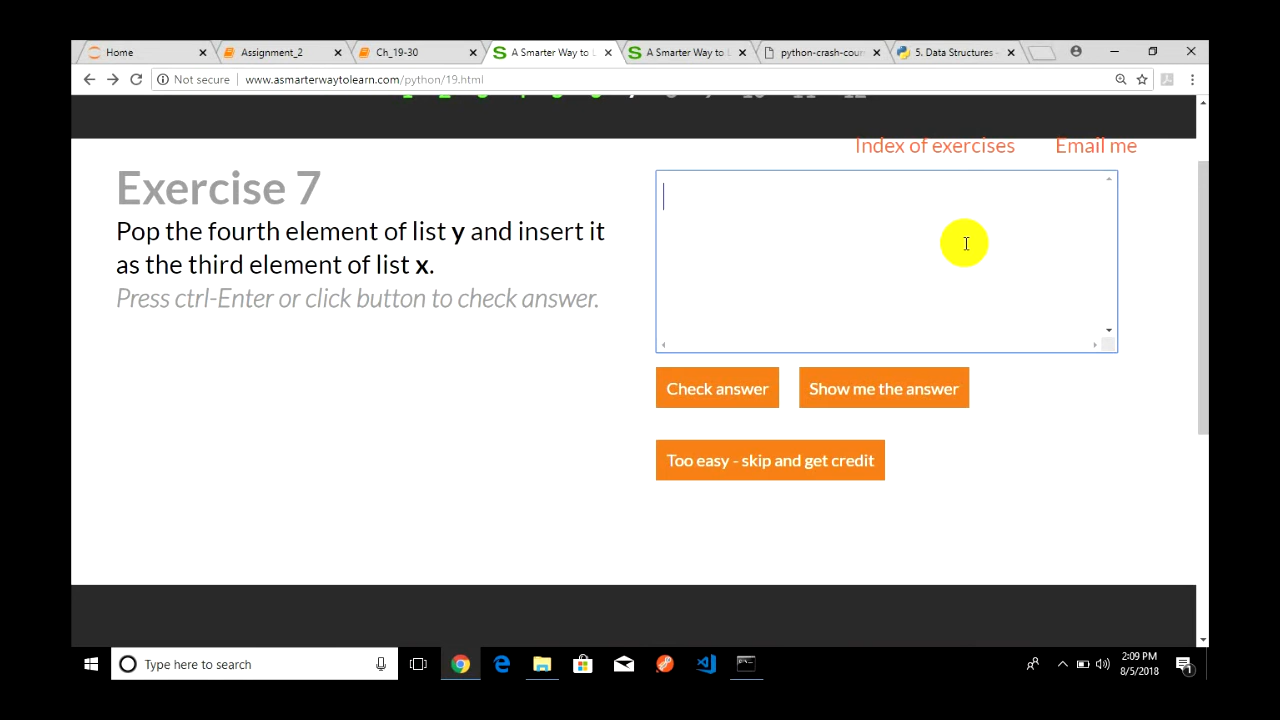 Home
Assignment_2
Ch_19-30
A Smarter Way to L
A Smarter Way to L
python-crash-cour
5. Data Structures
Not secure
www.asmarterwaytolearn.com/python/19.html
Index of exercises
Email me
Exercise 7
Pop the fourth element of list y and insert it
as the third element of list x.
Press ctrl-Enter or click button to check answer.
Check answer
Show me the answer
Too easy - skip and get credit
Type here to search
2:09 PM
8/5/2018
1